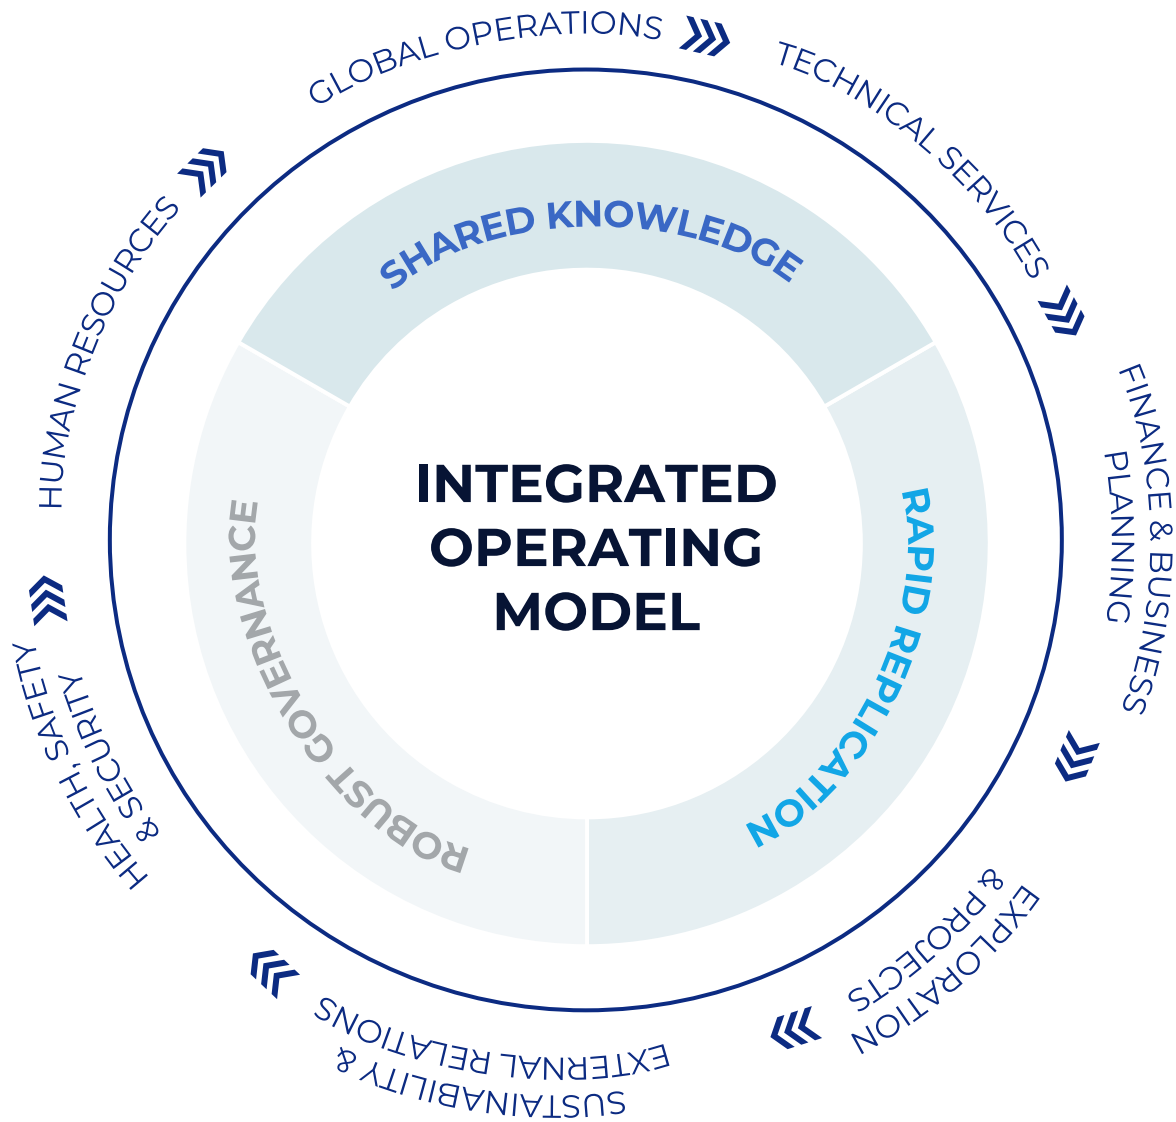 GLOBAL OPERATIONS
TECHNICAL SERVICES
FINANCE & BUSINESS
PLANNING
EXPLORATION
& PROJECTS
SUSTAINABILITY &
EXTERNAL RELATIONS
HEALTH, SAFETY
& SECURITY
HUMAN RESOURCES
SHARED KNOWLEDGE
RAPID REPLICATION
ROBUST GOVERNANCE
INTEGRATED
OPERATING
MODEL